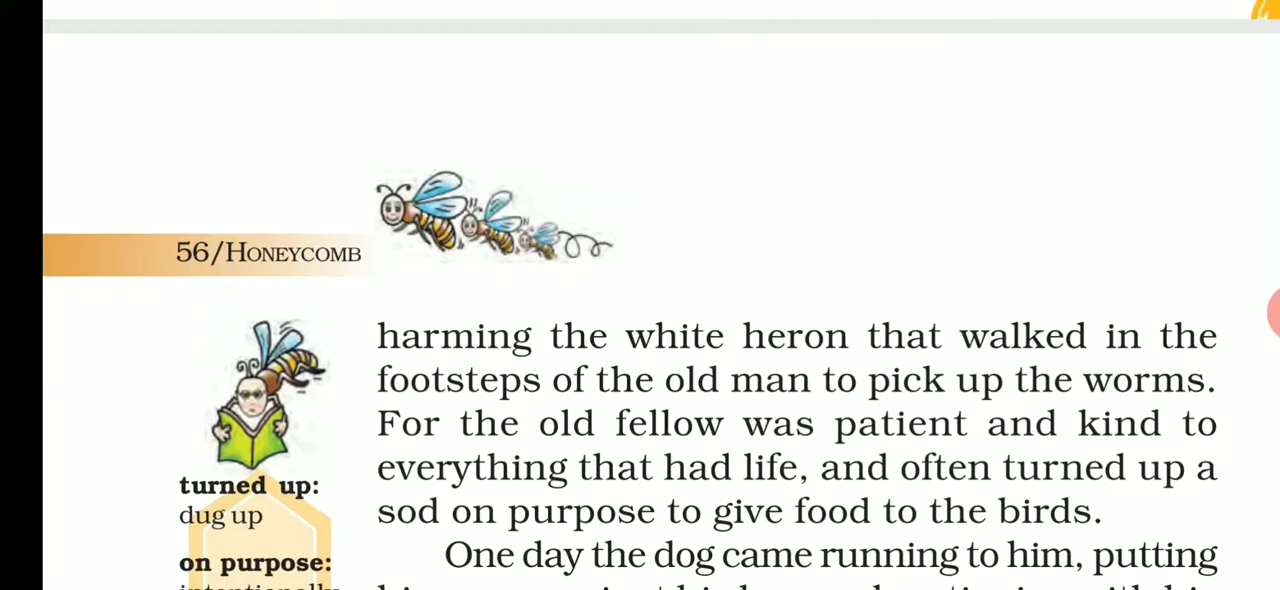 56/HONEYCOMB
harming the white heron that walked in the
footsteps of the old man to pick up the worms.
For the old fellow was patient and kind to
everything that had life, and often turned up a
sod on purpose to give food to the birds.
One day the dog came running to him, putting
turned up:
dug up
on purpose:
intentionally